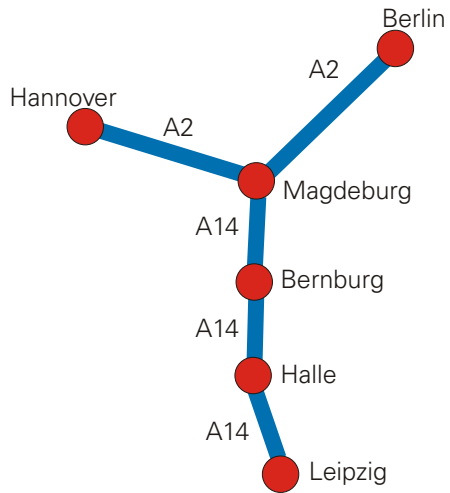 Berlin
A2
Hannover
A2
Magdeburg
A14
Bernburg
A14
Halle
A14
Leipzig